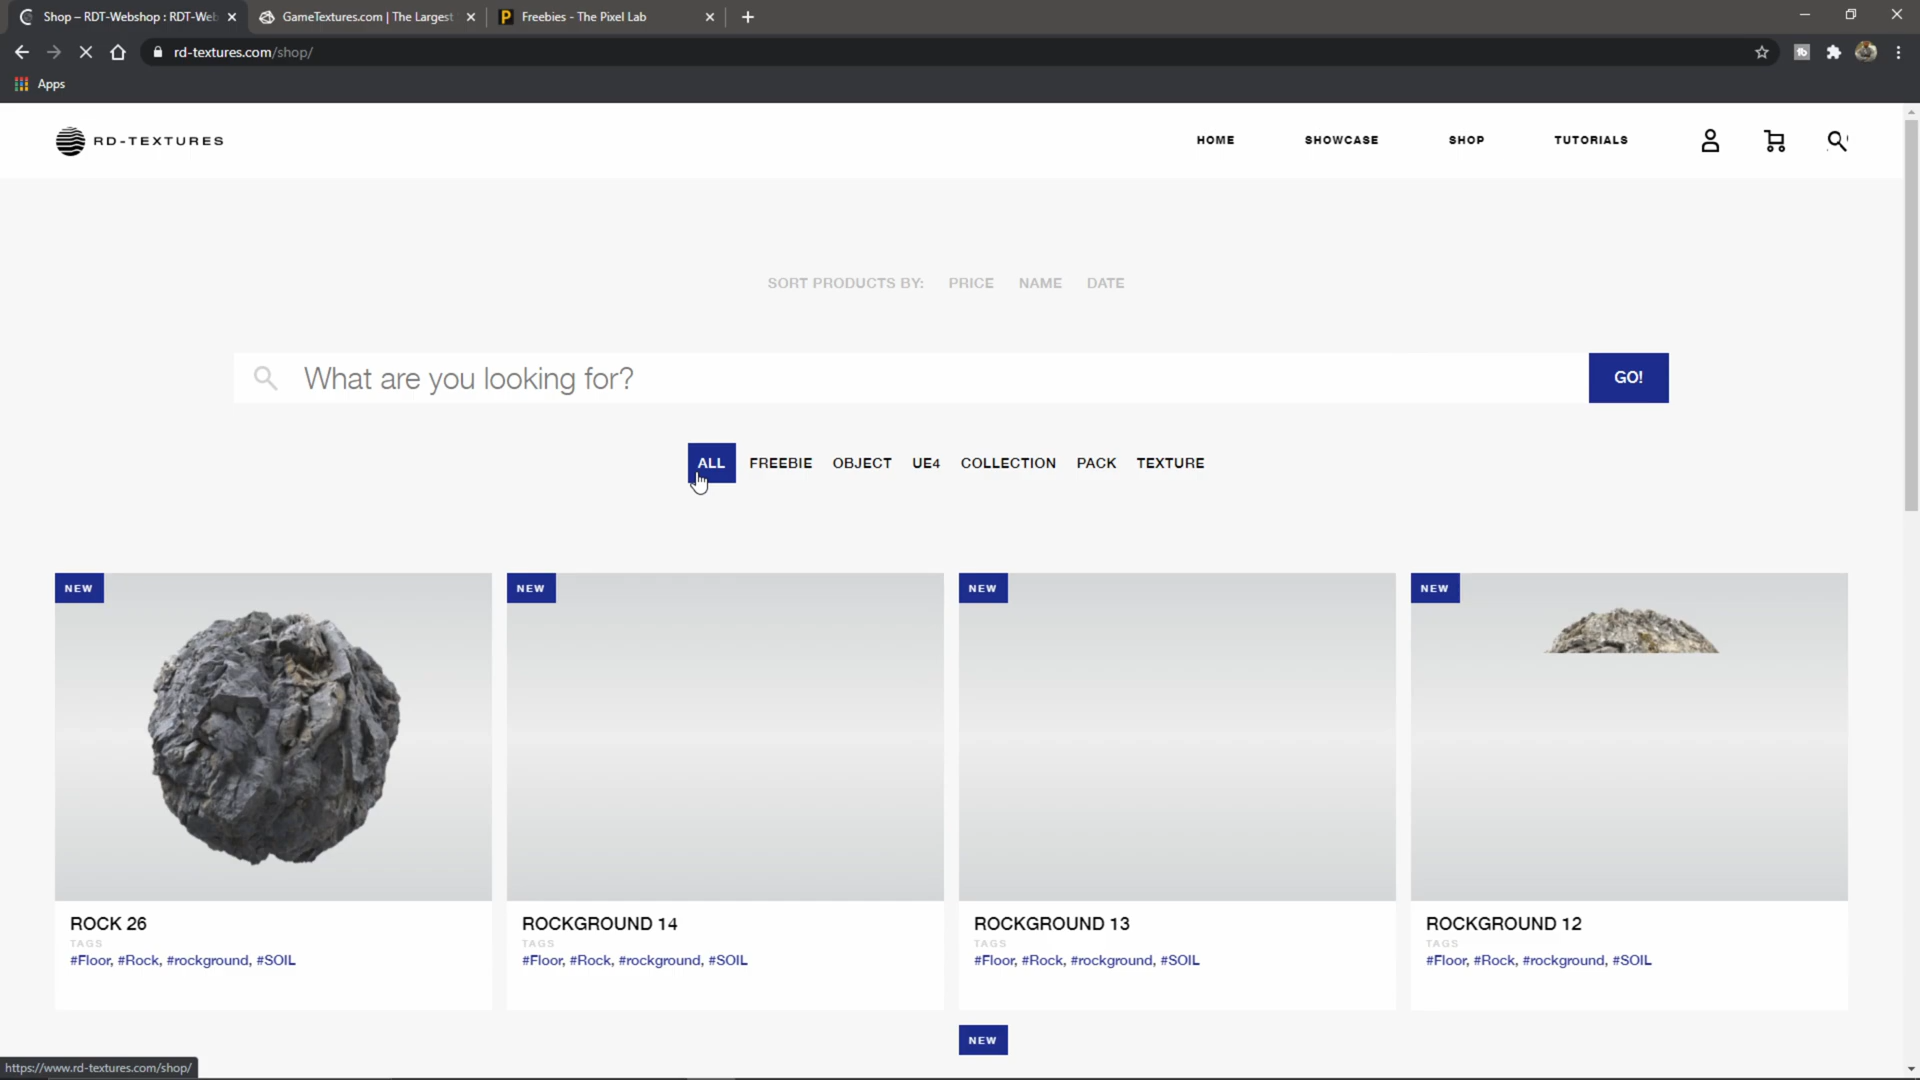 Shop – RDT-Webshop : RDT-Web
GameTextures.com | The Largest
Freebies - The Pixel Lab
rd-textures.com/shop/
Apps
RD-TEXTURES
HOME SHOWCASE SHOP TUTORIALS
SORT PRODUCTS BY: PRICE NAME DATE
What are you looking for?
GO!
ALL FREEBIE OBJECT UE4 COLLECTION PACK TEXTURE
NEW NEW NEW NEW
ROCK 26
TAGS
#Floor, #Rock, #rockground, #SOIL
ROCKGROUND 14
TAGS
#Floor, #Rock, #rockground, #SOIL
ROCKGROUND 13
TAGS
#Floor, #Rock, #rockground, #SOIL
ROCKGROUND 12
TAGS
#Floor, #Rock, #rockground, #SOIL
NEW
https://www.rd-textures.com/shop/